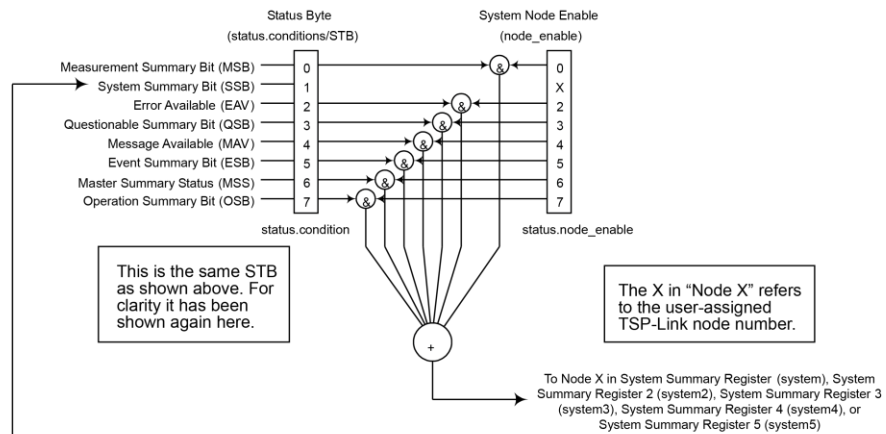 Status Byte
(status.conditions/STB)
System Node Enable
(node_enable)
Measurement Summary Bit (MSB)
System Summary Bit (SSB)
Error Available (EAV)
Questionable Summary Bit (QSB)
Message Available (MAV)
Event Summary Bit (ESB)
Master Summary Status (MSS)
Operation Summary Bit (OSB)
0
1
2
3
4
5
6
7
&
&
&
&
&
&
&
0
X
2
3
4
5
6
7
status.condition
status.node_enable
This is the same STB
as shown above. For
clarity it has been
shown again here.
The X in “Node X” refers
to the user-assigned
TSP-Link node number.
+
To Node X in System Summary Register (system), System
Summary Register 2 (system2), System Summary Register 3
(system3), System Summary Register 4 (system4), or
System Summary Register 5 (system5)